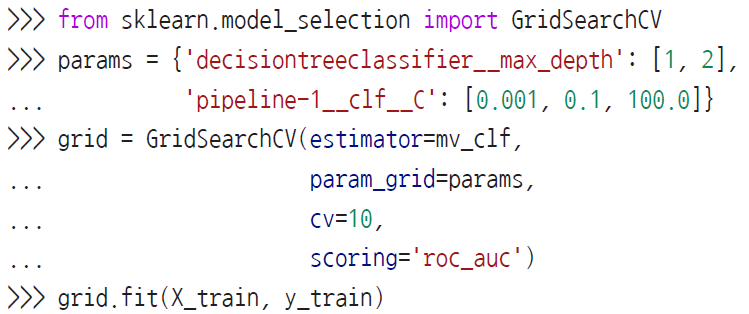 >>> from sklearn.model_selection import GridSearchCV
>>> params = {'decisiontreeclassifier__max_depth': [1, 2],
...           'pipeline-1__clf__C': [0.001, 0.1, 100.0]}
>>> grid = GridSearchCV(estimator=mv_clf,
...                     param_grid=params,
...                     cv=10,
...                     scoring='roc_auc')
>>> grid.fit(X_train, y_train)